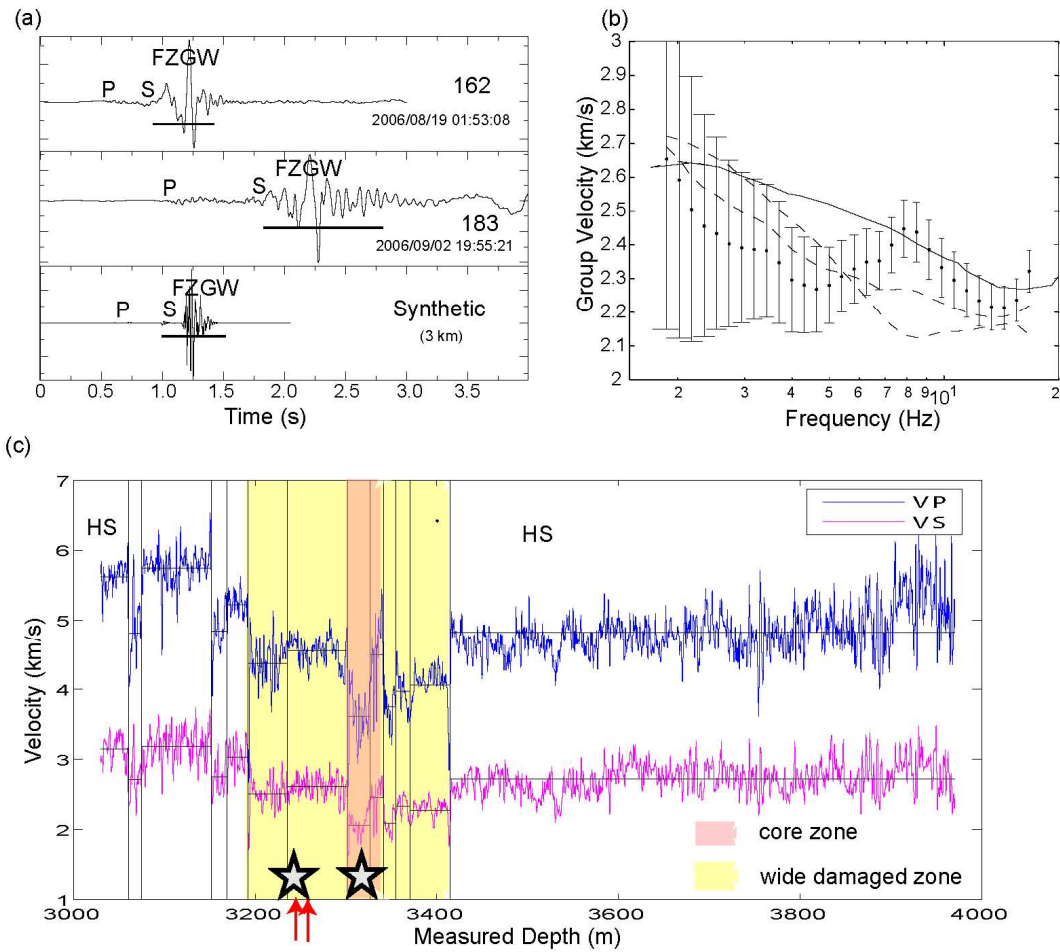 (a)
FZGW
P
S
162
2006/08/19 01:53:08
FZGW
P
S
183
2006/09/02 19:55:21
FZGW
P
S
Synthetic
(3 km)
0 0.5 1.0 1.5 2.0 2.5 3.0 3.5
Time (s)
(b)
Group Velocity (km/s)
3
2.9
2.8
2.7
2.6
2.5
2.4
2.3
2.2
2.1
2
2 3 4 5 6 7 8 9 10¹ 2
Frequency (Hz)
(c)
Velocity (km/s)
7
6
5
4
3
2
1
HS
HS
VP
VS
core zone
wide damaged zone
3000 3200 3400 3600 3800 4000
Measured Depth (m)